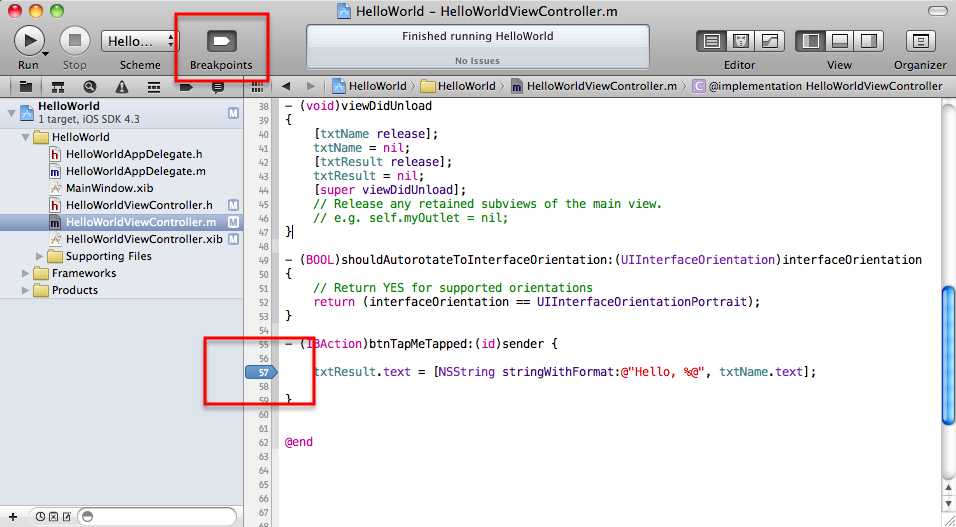 HelloWorld – HelloWorldViewController.m
Run
Stop
Hello...
Scheme
Breakpoints
Finished running HelloWorld
No Issues
Editor
View
Organizer
HelloWorld
HelloWorld
HelloWorldViewController.m
@implementation HelloWorldViewController
HelloWorld M
1 target, iOS SDK 4.3
HelloWorld
h HelloWorldAppDelegate.h
m HelloWorldAppDelegate.m
MainWindow.xib
h HelloWorldViewController.h M
m HelloWorldViewController.m M
HelloWorldViewController.xib M
Supporting Files
Frameworks
Products
38 - (void)viewDidUnload
39 {
40 [txtName release];
41 txtName = nil;
42 [txtResult release];
43 txtResult = nil;
44 [super viewDidUnload];
45 // Release any retained subviews of the main view.
46 // e.g. self.myOutlet = nil;
47 }
48
49 - (BOOL)shouldAutorotateToInterfaceOrientation:(UIInterfaceOrientation)interfaceOrientation
50 {
51 // Return YES for supported orientations
52 return (interfaceOrientation == UIInterfaceOrientationPortrait);
53 }
54
55 - (IBAction)btnTapMeTapped:(id)sender {
56
57 txtResult.text = [NSString stringWithFormat:@"Hello, %@", txtName.text];
58
59 }
60
61
62 @end
63
64
65
66
67
68